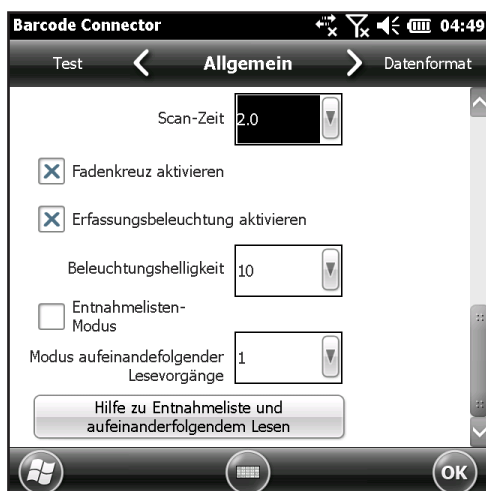 Barcode Connector 04:49
Test Allgemein Datenformat
Scan-Zeit 2.0
Fadenkreuz aktivieren
Erfassungsbeleuchtung aktivieren
Beleuchtungshelligkeit 10
Entnahmelisten-
Modus
Modus aufeinandefolgender 1
Lesevorgänge
Hilfe zu Entnahmeliste und
aufeinanderfolgendem Lesen
OK